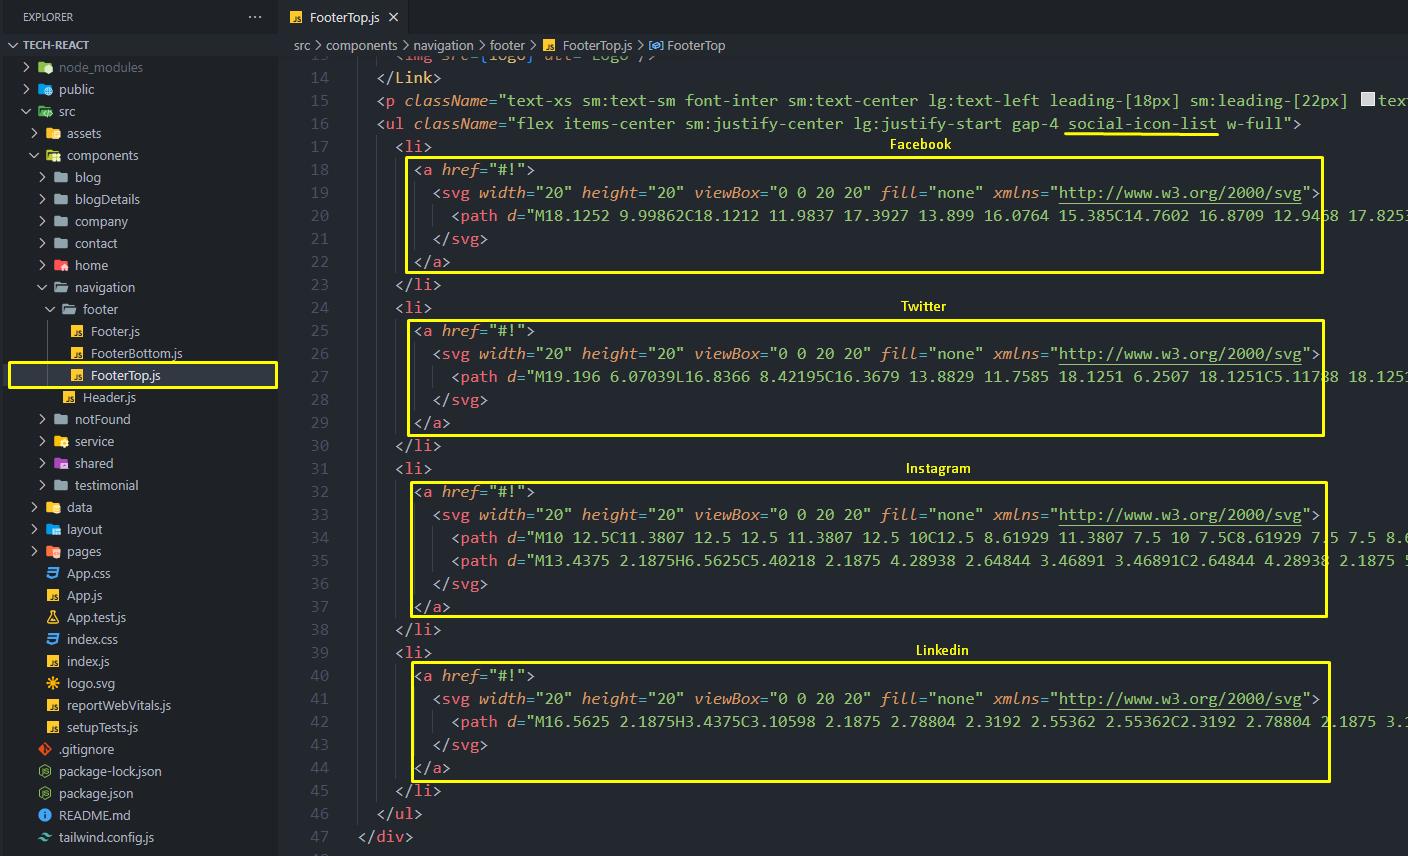 EXPLORER
TECH-REACT
node_modules
public
src
assets
components
blog
blogDetails
company
contact
home
navigation
footer
Footer.js
FooterBottom.js
FooterTop.js
Header.js
notFound
service
shared
testimonial
data
layout
pages
App.css
App.js
App.test.js
index.css
index.js
logo.svg
reportWebVitals.js
setupTests.js
.gitignore
package-lock.json
package.json
README.md
tailwind.config.js
FooterTop.js
src > components > navigation > footer > FooterTop.js > FooterTop
13 <img src={logo} alt="Logo"/>
14 </Link>
15 <p className="text-xs sm:text-sm font-inter sm:text-center lg:text-left leading-[18px] sm:leading-[22px] tex
16 <ul className="flex items-center sm:justify-center lg:justify-start gap-4 social-icon-list w-full">
17 <li>
Facebook
18 <a href="#!">
19 <svg width="20" height="20" viewBox="0 0 20 20" fill="none" xmlns="http://www.w3.org/2000/svg">
20 <path d="M18.1252 9.99862C18.1212 11.9837 17.3927 13.899 16.0764 15.385C14.7602 16.8709 12.9458 17.8253
21 </svg>
22 </a>
23 </li>
24 <li>
Twitter
25 <a href="#!">
26 <svg width="20" height="20" viewBox="0 0 20 20" fill="none" xmlns="http://www.w3.org/2000/svg">
27 <path d="M19.196 6.07039L16.8366 8.42195C16.3679 13.8829 11.7585 18.1251 6.2507 18.1251C5.11788 18.1251
28 </svg>
29 </a>
30 </li>
31 <li>
Instagram
32 <a href="#!">
33 <svg width="20" height="20" viewBox="0 0 20 20" fill="none" xmlns="http://www.w3.org/2000/svg">
34 <path d="M10 12.5C11.3807 12.5 12.5 11.3807 12.5 10C12.5 8.61929 11.3807 7.5 10 7.5C8.61929 7.5 7.5 8.6
35 <path d="M13.4375 2.1875H6.5625C5.40218 2.1875 4.28938 2.64844 3.46891 3.46891C2.64844 4.28938 2.1875 5
36 </svg>
37 </a>
38 </li>
39 <li>
Linkedin
40 <a href="#!">
41 <svg width="20" height="20" viewBox="0 0 20 20" fill="none" xmlns="http://www.w3.org/2000/svg">
42 <path d="M16.5625 2.1875H3.4375C3.10598 2.1875 2.78804 2.3192 2.55362 2.55362C2.3192 2.78804 2.1875 3.1
43 </svg>
44 </a>
45 </li>
46 </ul>
47 </div>